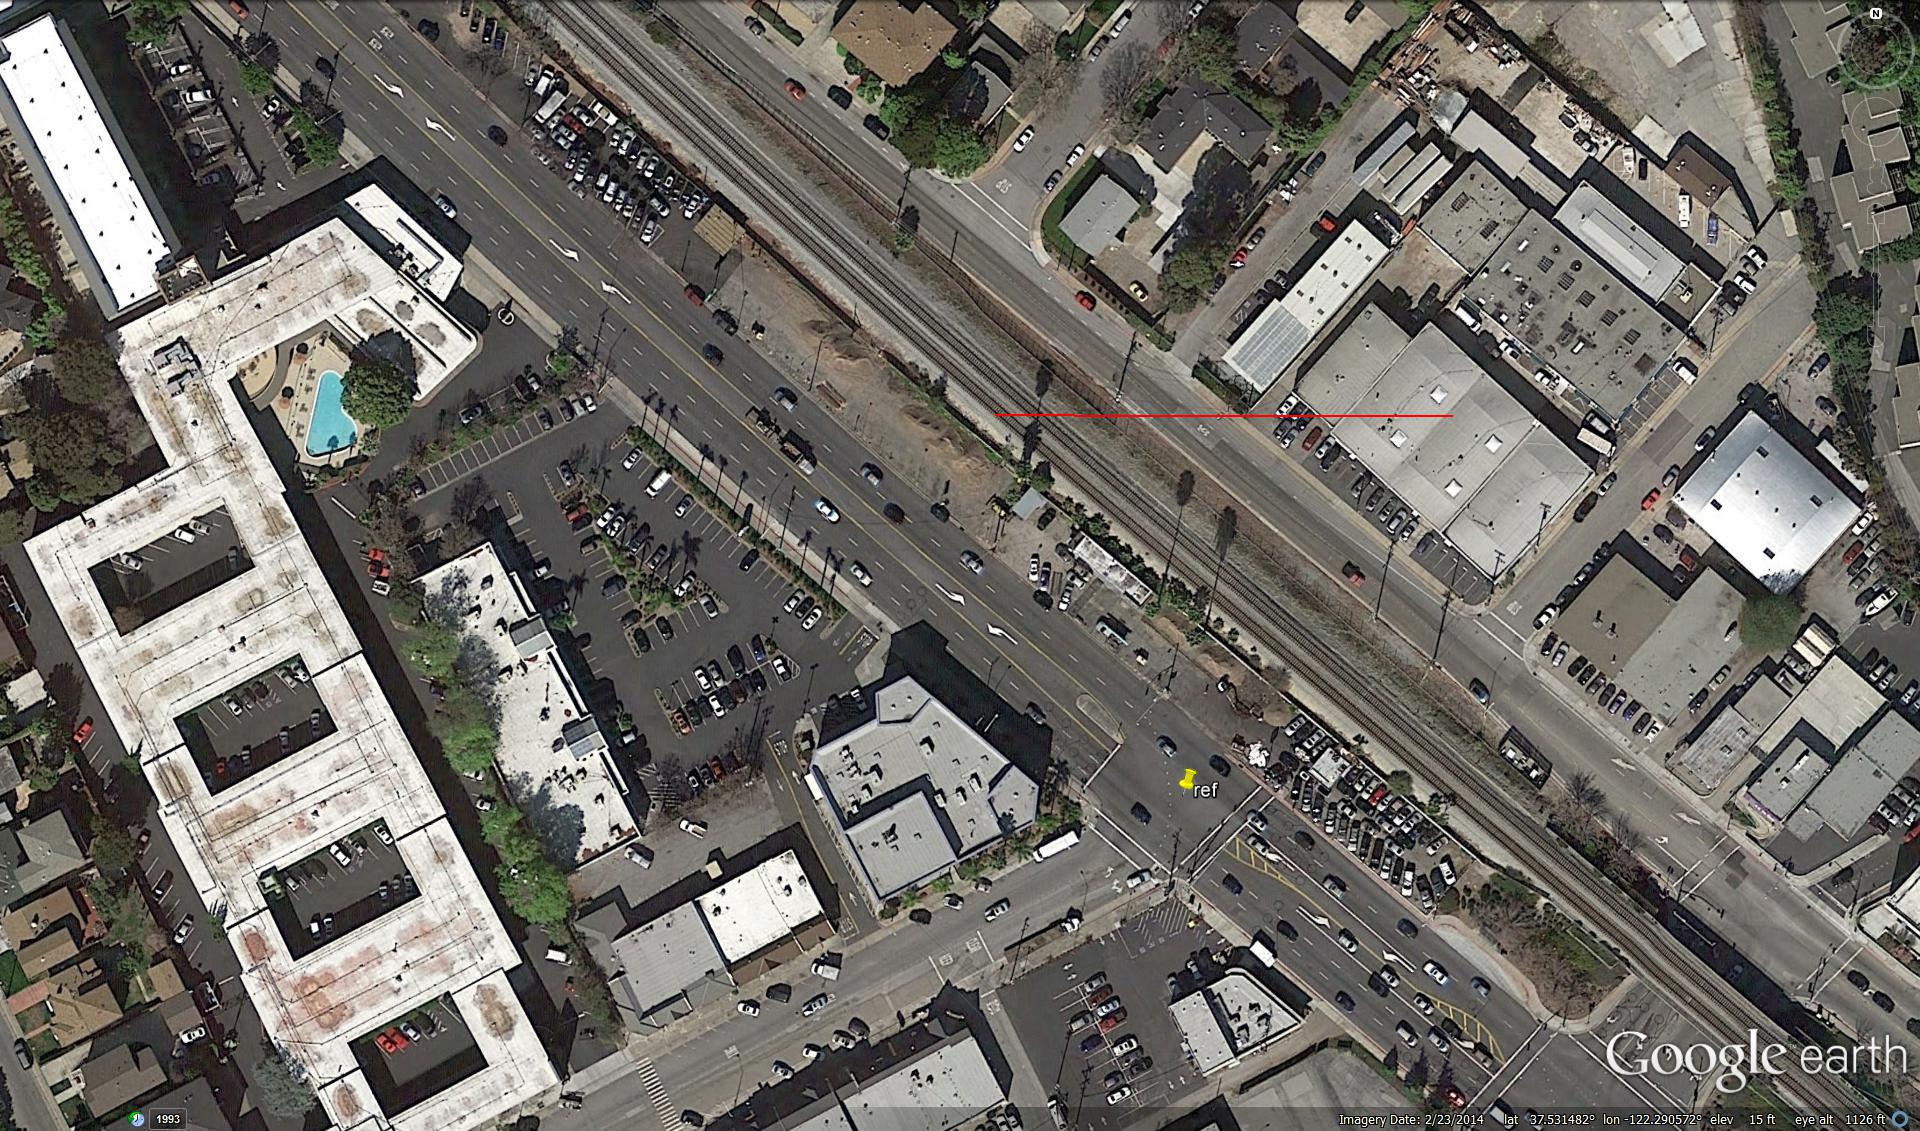 N
ref
Google earth
1993
Imagery Date: 2/23/2014 lat 37.531482° lon -122.290572° elev 15 ft eye alt 1126 ft